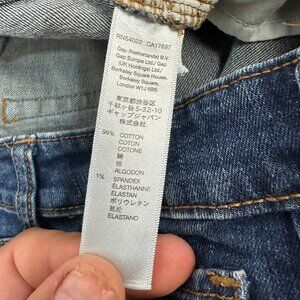 RN54023 CA17897
Gap (Netherland) B.V.
Gap Europe Ltd./ Gap
(UK Holdings) Ltd./
Berkeley Square House,
Berkeley Square,
London W1J 6BS
東京都渋谷区
千駄ヶ谷5-32-10
ギャップジャパン
株式会社
99% COTTON
COTON
COTONE
綿
棉
ALGODON
1% SPANDEX
ELASTHANNE
ELASTAN
ポリウレタン
氨纶
ELASTANO